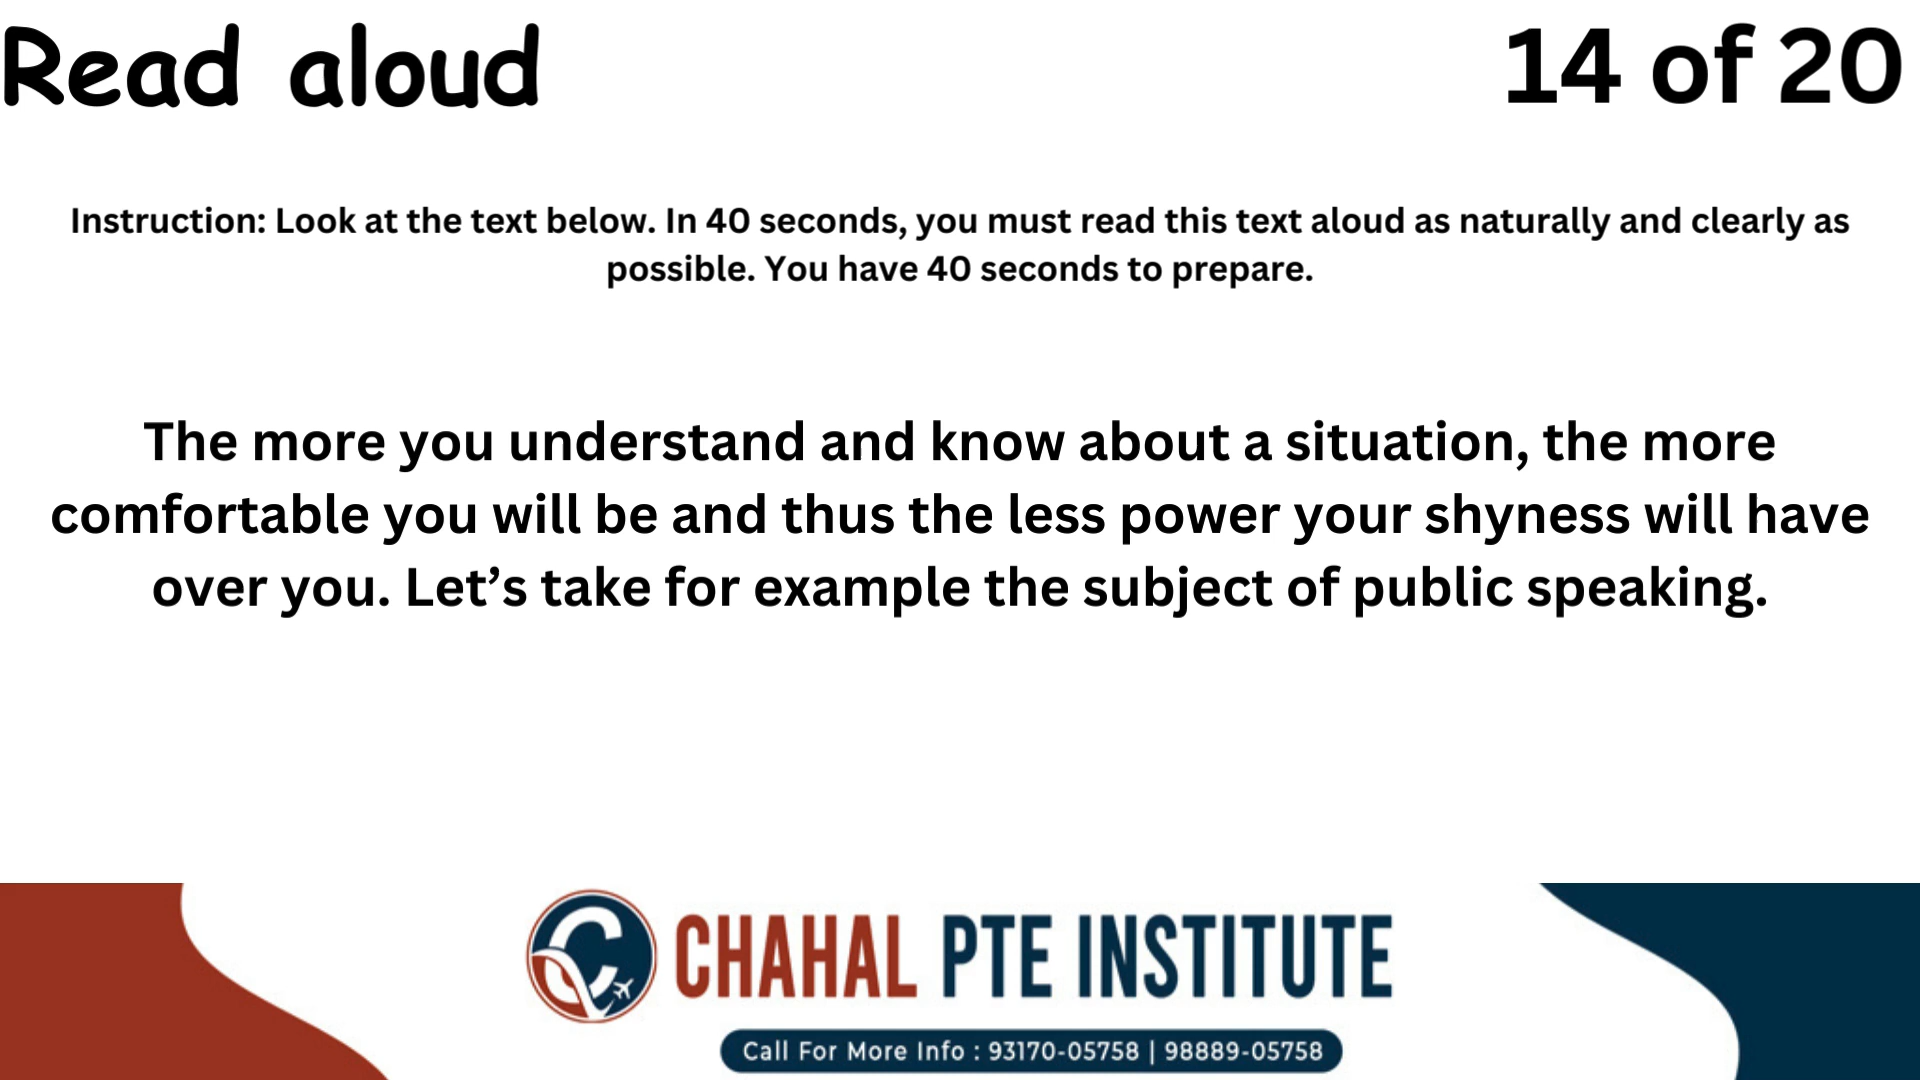 Read aloud
14 of 20
Instruction: Look at the text below. In 40 seconds, you must read this text aloud as naturally and clearly as
possible. You have 40 seconds to prepare.
The more you understand and know about a situation, the more
comfortable you will be and thus the less power your shyness will have
over you. Let’s take for example the subject of public speaking.
CHAHAL PTE INSTITUTE
Call For More Info : 93170-05758 | 98889-05758